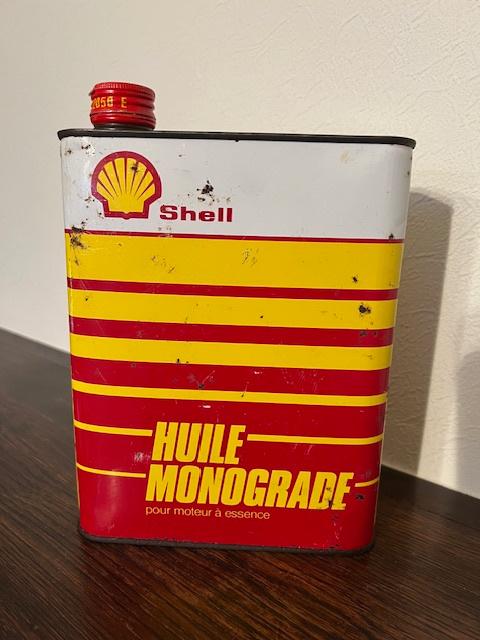 Shell
HUILE
MONOGRADE
pour moteur à essence